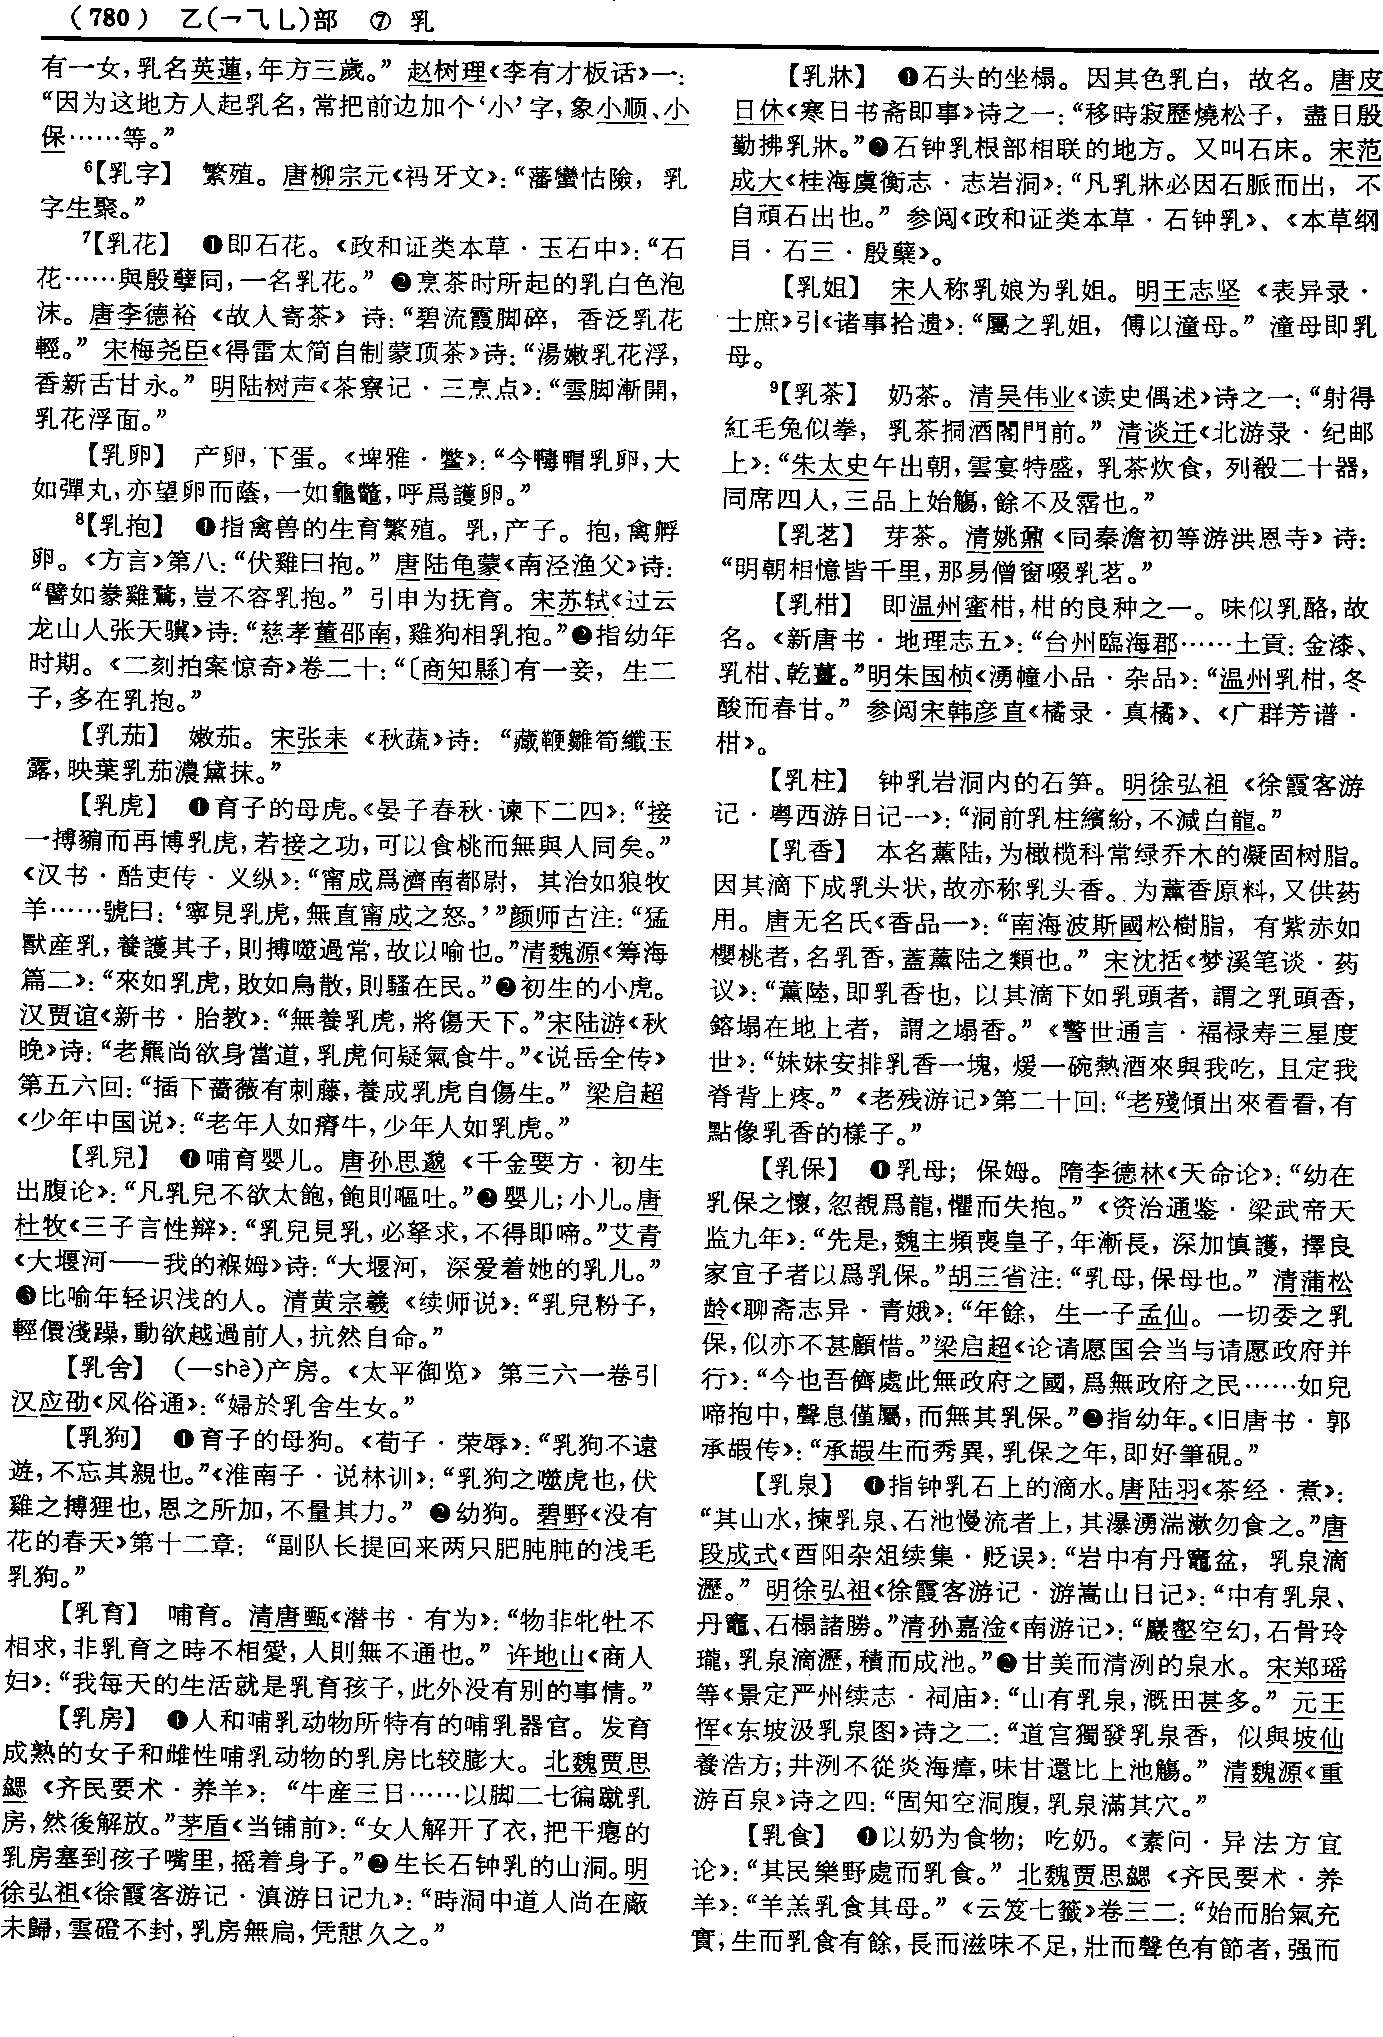 （780） 乙(㇀乁乚)部 ⑦ 乳
有一女，乳名英蓮，年方三歲。”赵树理《李有才板话》一：
“因为这地方人起乳名，常把前边加个‘小’字，象小顺、小
保……等。”
⁶【乳字】 繁殖。唐柳宗元《祃牙文》：“藩蠻怙險，乳
字生聚。”
⁷【乳花】 ❶即石花。《政和证类本草·玉石中》：“石
花……與殷孽同，一名乳花。” ❷烹茶时所起的乳白色泡
沫。唐李德裕《故人寄茶》诗：“碧流霞脚碎，香泛乳花
輕。”宋梅尧臣《得雷太简自制蒙顶茶》诗：“湯嫩乳花浮，
香新舌甘永。”明陆树声《茶寮记·三烹点》：“雲脚漸開，
乳花浮面。”
【乳卵】 产卵，下蛋。《埤雅·鳖》：“今鼉黿乳卵，大
如彈丸，亦望卵而蔭，一如龜鼈，呼爲護卵。”
⁸【乳抱】 ❶指禽兽的生育繁殖。乳，产子。抱，禽孵
卵。《方言》第八：“伏雞曰抱。”唐陆龟蒙《南泾渔父》诗：
“譬如豢雞鶩，豈不容乳抱。”引申为抚育。宋苏轼《过云
龙山人张天骥》诗：“慈孝董邵南，雞狗相乳抱。”❷指幼年
时期。《二刻拍案惊奇》卷二十：“〔商知縣〕有一妾，生二
子，多在乳抱。”
【乳茄】 嫩茄。宋张耒《秋蔬》诗：“藏鞭雛筍纖玉
露，映葉乳茄濃黛抹。”
【乳虎】 ❶育子的母虎。《晏子春秋·谏下二四》：“接
一搏猏而再博乳虎，若接之功，可以食桃而無與人同矣。”
《汉书·酷吏传·义纵》：“甯成爲濟南都尉，其治如狼牧
羊……號曰：‘寧見乳虎，無直甯成之怒。’”颜师古注：“猛
獸産乳，養護其子，則搏噬過常，故以喻也。”清魏源《筹海
篇二》：“來如乳虎，敗如鳥散，則騷在民。”❷初生的小虎。
汉贾谊《新书·胎教》：“無養乳虎，將傷天下。”宋陆游《秋
晚》诗：“老羆尚欲身當道，乳虎何疑氣食牛。”《说岳全传》
第五六回：“插下薔薇有刺藤，養成乳虎自傷生。”梁启超
《少年中国说》：“老年人如瘠牛，少年人如乳虎。”
【乳兒】 ❶哺育婴儿。唐孙思邈《千金要方·初生
出腹论》：“凡乳兒不欲太飽，飽則嘔吐。”❷婴儿；小儿。唐
杜牧《三子言性辩》：“乳兒見乳，必拏求，不得即啼。”艾青
《大堰河——我的褓姆》诗：“大堰河，深爱着她的乳儿。”
❸比喻年轻识浅的人。清黄宗羲《续师说》：“乳兒粉子，
輕儇淺躁，動欲越過前人，抗然自命。”
【乳舍】 （—shè）产房。《太平御览》第三六一卷引
汉应劭《风俗通》：“婦於乳舍生女。”
【乳狗】 ❶育子的母狗。《荀子·荣辱》：“乳狗不遠
遊，不忘其親也。”《淮南子·说林训》：“乳狗之噬虎也，伏
雞之搏狸也，恩之所加，不量其力。” ❷幼狗。碧野《没有
花的春天》第十二章：“副队长提回来两只肥肫肫的浅毛
乳狗。”
【乳育】 哺育。清唐甄《潜书·有为》：“物非牝牡不
相求，非乳育之時不相愛，人則無不通也。”许地山《商人
妇》：“我每天的生活就是乳育孩子，此外没有别的事情。”
【乳房】 ❶人和哺乳动物所特有的哺乳器官。发育
成熟的女子和雌性哺乳动物的乳房比较膨大。北魏贾思
勰《齐民要术·养羊》：“牛産三日……以脚二七徧蹴乳
房，然後解放。”茅盾《当铺前》：“女人解开了衣，把干瘪的
乳房塞到孩子嘴里，摇着身子。”❷生长石钟乳的山洞。明
徐弘祖《徐霞客游记·滇游日记九》：“時洞中道人尚在廠
未歸，雲磴不封，乳房無扃，凭憇久之。”
【乳牀】 ❶石头的坐榻。因其色乳白，故名。唐皮
日休《寒日书斋即事》诗之一：“移時寂歷燒松子，盡日殷
勤拂乳牀。”❷石钟乳根部相联的地方。又叫石床。宋范
成大《桂海虞衡志·志岩洞》：“凡乳牀必因石脈而出，不
自頑石出也。”参阅《政和证类本草·石钟乳》、《本草纲
目·石三·殷孽》。
【乳姐】 宋人称乳娘为乳姐。明王志坚《表异录·
士庶》引《诸事拾遗》：“屬之乳姐，傅以湩母。”湩母即乳
母。
⁹【乳茶】 奶茶。清吴伟业《读史偶述》诗之一：“射得
紅毛兔似拳，乳茶挏酒閣門前。”清谈迁《北游录·纪邮
上》：“朱太史午出朝，雲宴特盛，乳茶炊食，列殽二十器，
同席四人，三品上始觴，餘不及霑也。”
【乳茗】 芽茶。清姚鼐《同秦澹初等游洪恩寺》诗：
“明朝相憶皆千里，那易僧窗啜乳茗。”
【乳柑】 即温州蜜柑，柑的良种之一。味似乳酪，故
名。《新唐书·地理志五》：“台州臨海郡……土貢：金漆、
乳柑、乾薑。”明朱国桢《湧幢小品·杂品》：“温州乳柑，冬
酸而春甘。”参阅宋韩彦直《橘录·真橘》、《广群芳谱·
柑》。
【乳柱】 钟乳岩洞内的石笋。明徐弘祖《徐霞客游
记·粤西游日记一》：“洞前乳柱繽紛，不減白龍。”
【乳香】 本名薰陆，为橄榄科常绿乔木的凝固树脂。
因其滴下成乳头状，故亦称乳头香。为薰香原料，又供药
用。唐无名氏《香品一》：“南海波斯國松樹脂，有紫赤如
櫻桃者，名乳香，蓋薰陆之類也。”宋沈括《梦溪笔谈·药
议》：“薰陸，即乳香也，以其滴下如乳頭者，謂之乳頭香，
鎔塌在地上者，謂之塌香。”《警世通言·福禄寿三星度
世》：“妹妹安排乳香一塊，煖一碗熱酒來與我吃，且定我
脊背上疼。”《老残游记》第二十回：“老殘傾出來看看，有
點像乳香的樣子。”
【乳保】 ❶乳母；保姆。隋李德林《天命论》：“幼在
乳保之懷，忽覩爲龍，懼而失抱。”《资治通鉴·梁武帝天
监九年》：“先是，魏主頻喪皇子，年漸長，深加慎護，擇良
家宜子者以爲乳保。”胡三省注：“乳母，保母也。”清蒲松
龄《聊斋志异·青娥》：“年餘，生一子孟仙。一切委之乳
保，似亦不甚顧惜。”梁启超《论请愿国会当与请愿政府并
行》：“今也吾儕處此無政府之國，爲無政府之民……如兒
啼抱中，聲息僅屬，而無其乳保。”❷指幼年。《旧唐书·郭
承嘏传》：“承嘏生而秀異，乳保之年，即好筆硯。”
【乳泉】 ❶指钟乳石上的滴水。唐陆羽《茶经·煮》：
“其山水，揀乳泉、石池慢流者上，其瀑湧湍漱勿食之。”唐
段成式《酉阳杂俎续集·贬误》：“岩中有丹竈盆，乳泉滴
瀝。”明徐弘祖《徐霞客游记·游嵩山日记》：“中有乳泉、
丹竈、石榻諸勝。”清孙嘉淦《南游记》：“巖壑空幻，石骨玲
瓏，乳泉滴瀝，積而成池。”❷甘美而清洌的泉水。宋郑瑶
等《景定严州续志·祠庙》：“山有乳泉，溉田甚多。”元王
恽《东坡汲乳泉图》诗之二：“道宫獨發乳泉香，似與坡仙
養浩方；井洌不從炎海瘴，味甘還比上池觴。”清魏源《重
游百泉》诗之四：“固知空洞腹，乳泉滿其穴。”
【乳食】 ❶以奶为食物；吃奶。《素问·异法方宜
论》：“其民樂野處而乳食。”北魏贾思勰《齐民要术·养
羊》：“羊羔乳食其母。”《云笈七籤》卷三二：“始而胎氣充
實，生而乳食有餘，長而滋味不足，壯而聲色有節者，强而